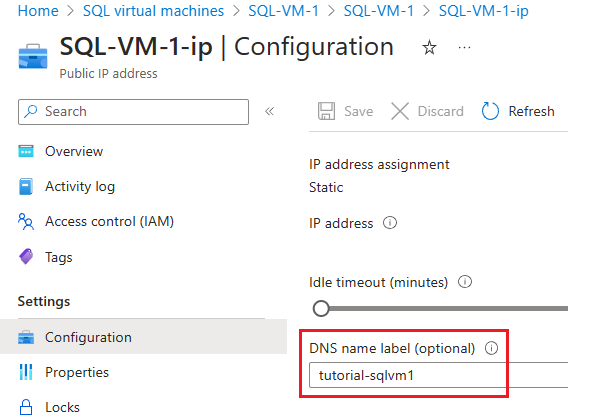 Home > SQL virtual machines > SQL-VM-1 > SQL-VM-1 > SQL-VM-1-ip
SQL-VM-1-ip | Configuration
Public IP address
Search
Save
Discard
Refresh
Overview
Activity log
Access control (IAM)
Tags
Settings
Configuration
Properties
Locks
IP address assignment
Static
IP address
Idle timeout (minutes)
DNS name label (optional)
tutorial-sqlvm1